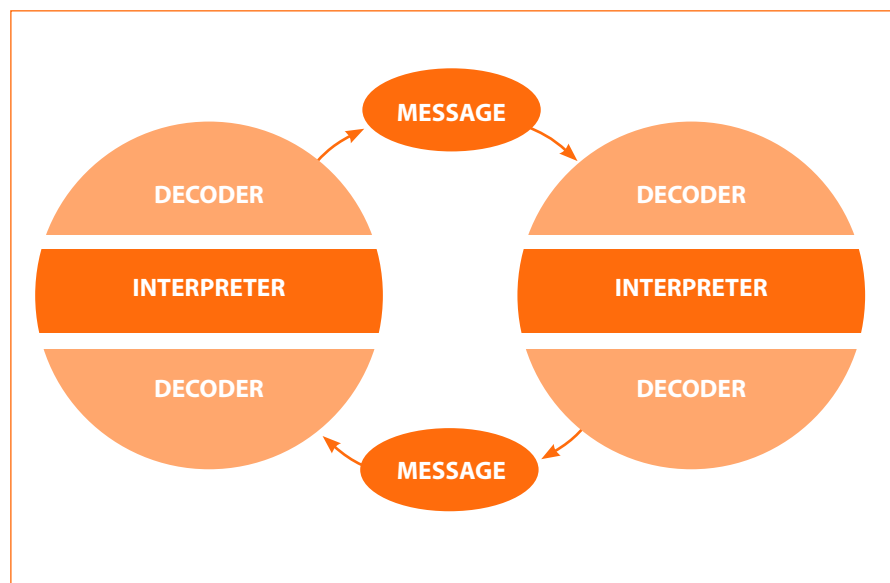 MESSAGE
DECODER
DECODER
INTERPRETER
INTERPRETER
DECODER
DECODER
MESSAGE